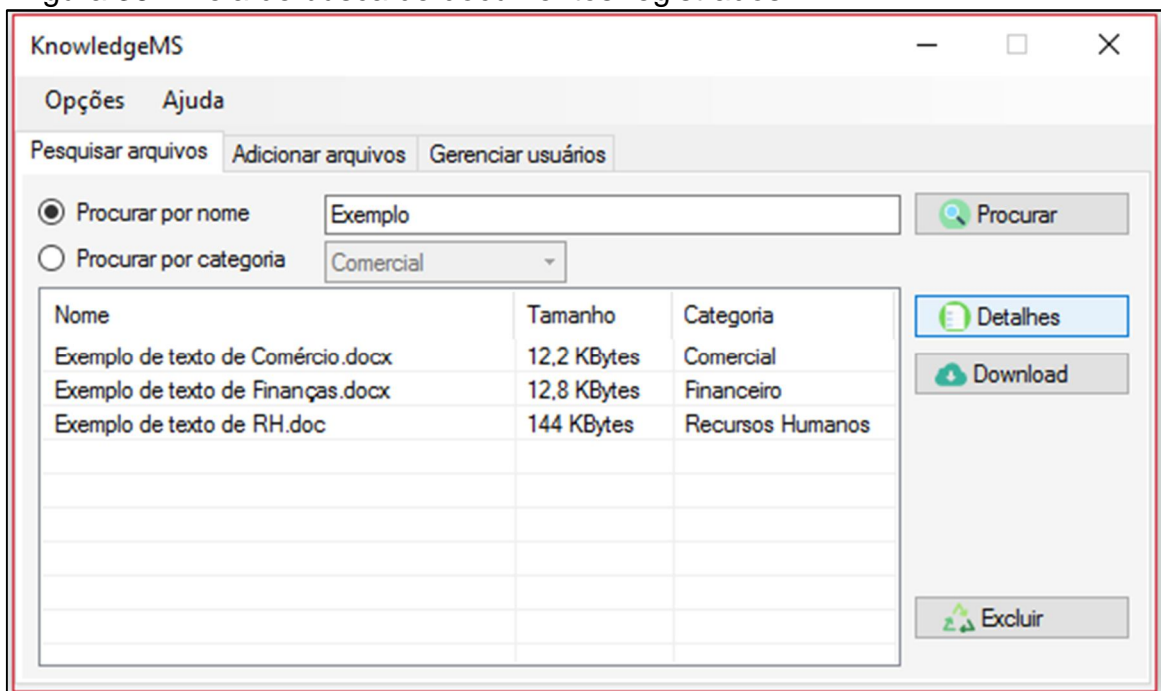 KnowledgeMS
Opções Ajuda
Pesquisar arquivos Adicionar arquivos Gerenciar usuários
Procurar por nome Exemplo Procurar
Procurar por categoria Comercial
Nome Tamanho Categoria Detalhes
Exemplo de texto de Comércio.docx 12,2 KBytes Comercial
Exemplo de texto de Finanças.docx 12,8 KBytes Financeiro Download
Exemplo de texto de RH.doc 144 KBytes Recursos Humanos
Excluir